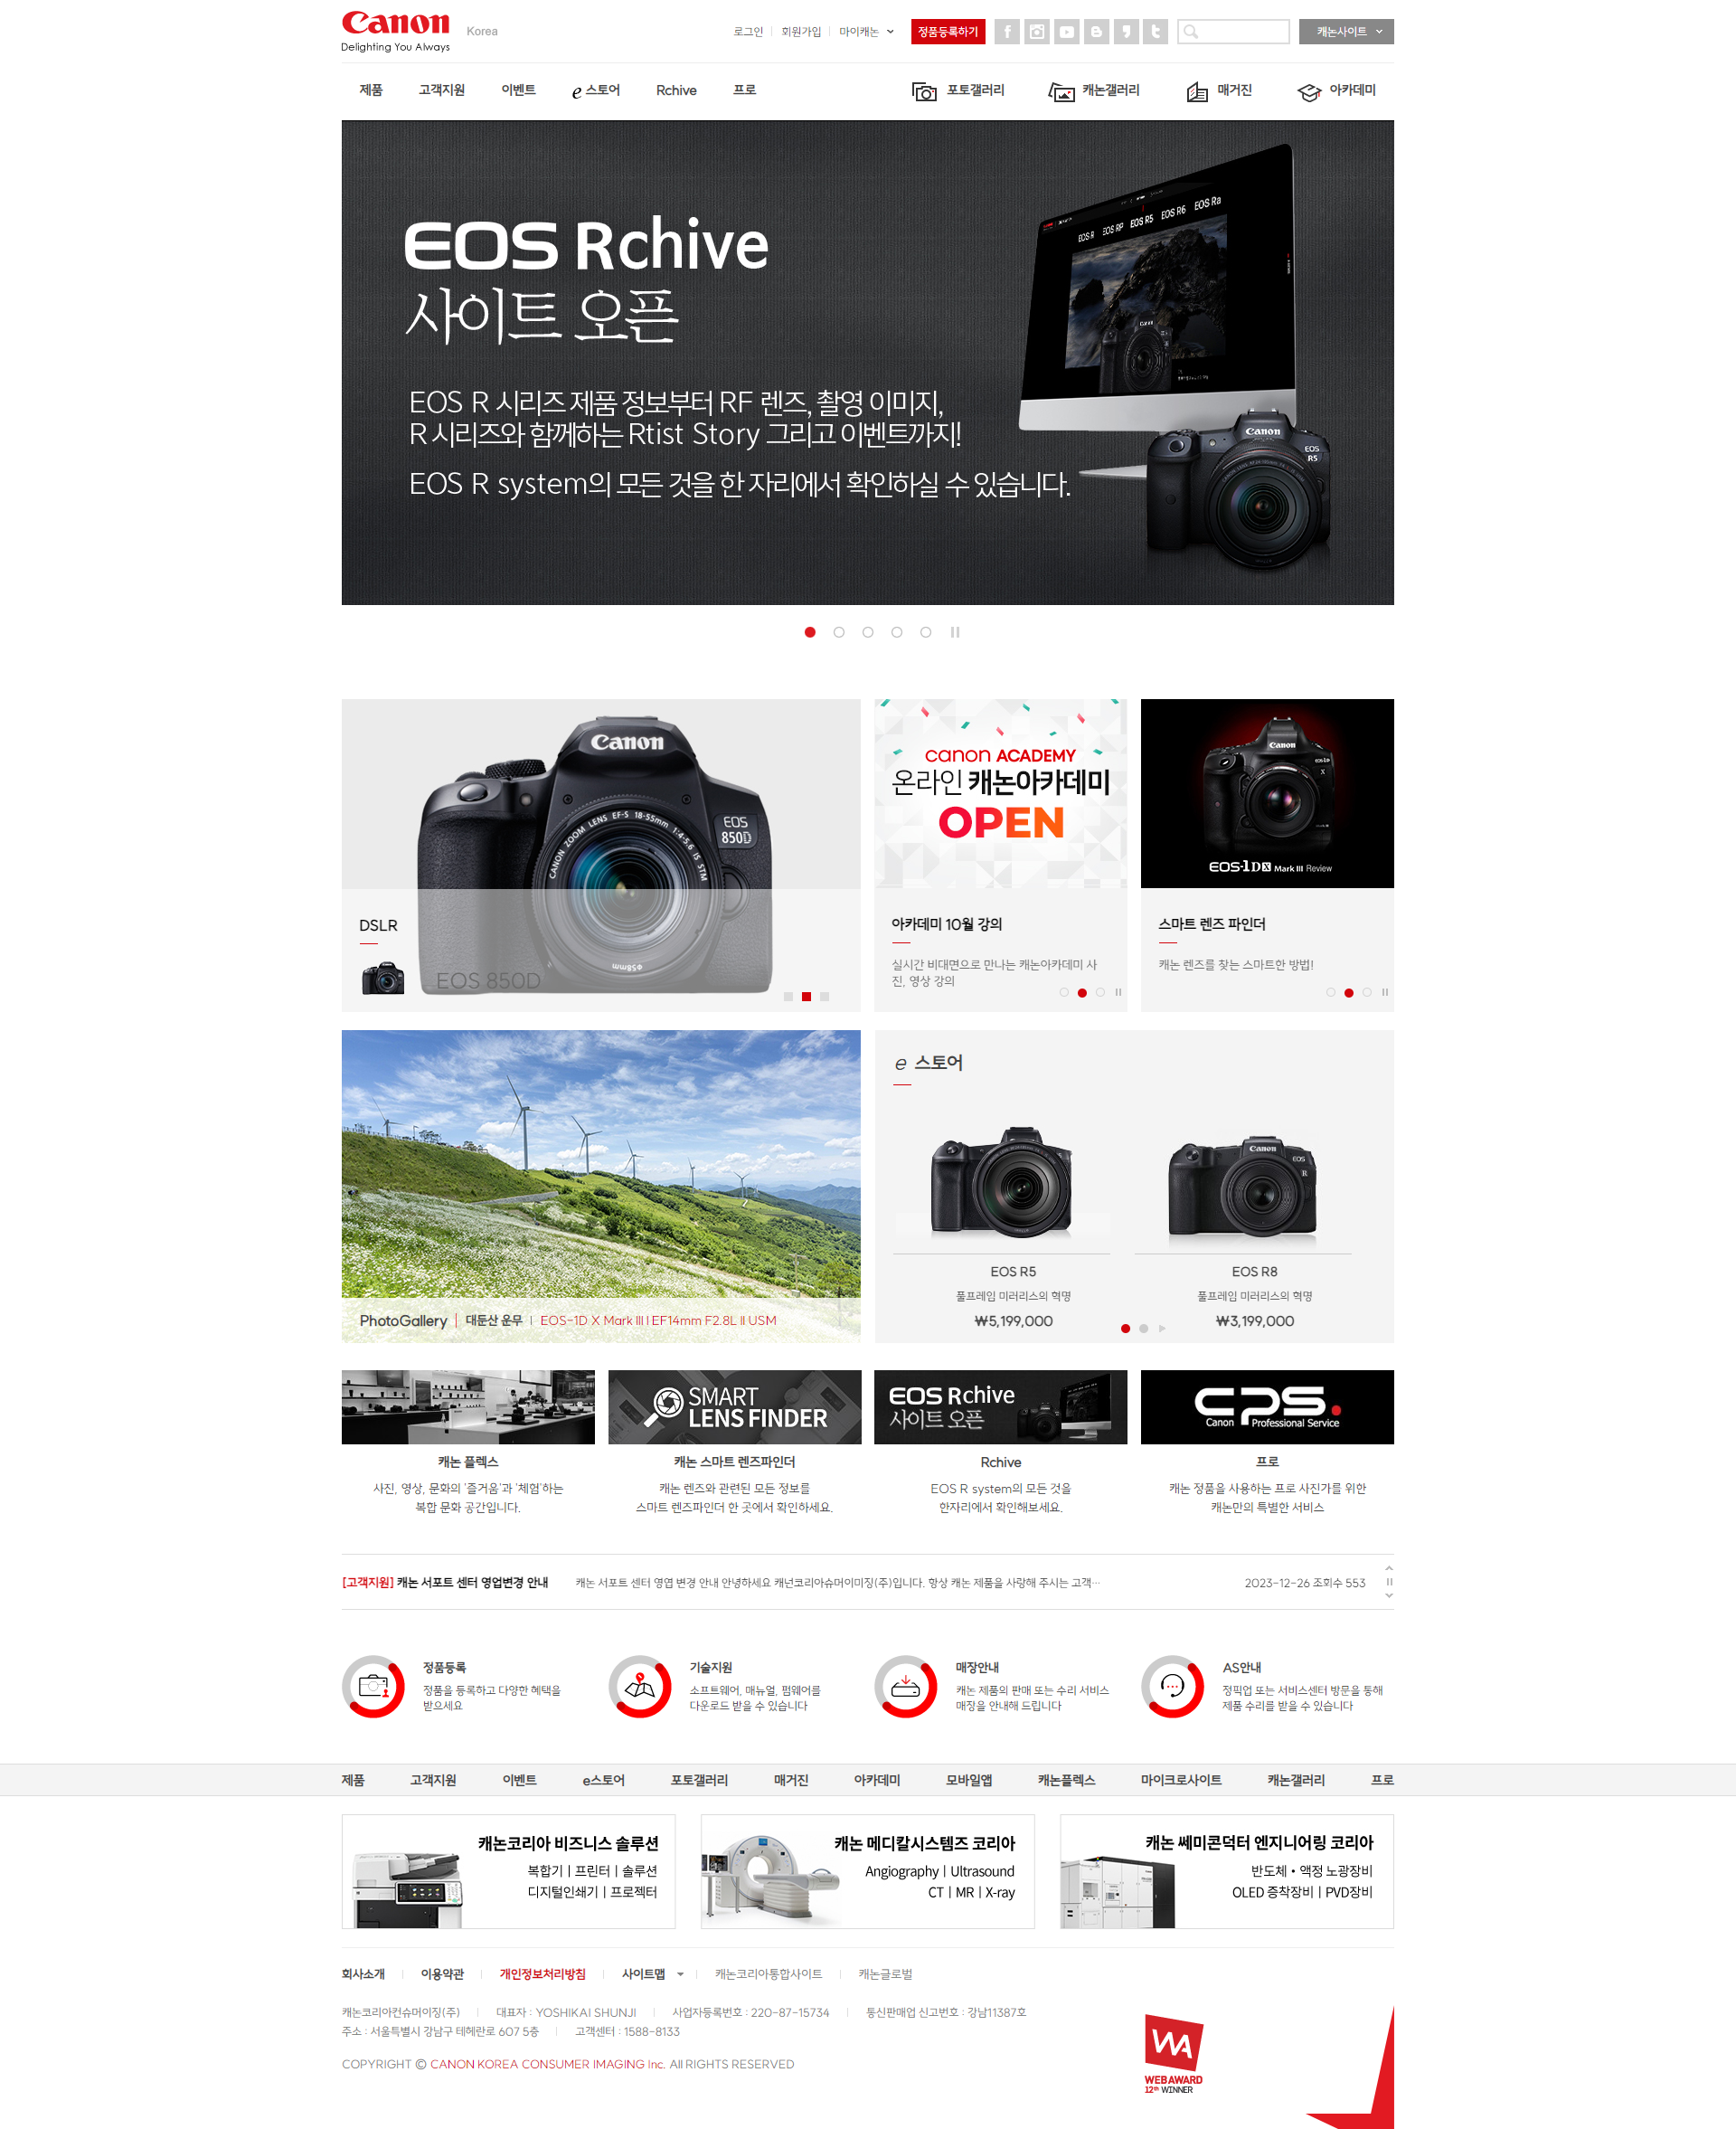 Canon
Delighting You Always
Korea
로그인
회원가입
마이캐논
정품등록하기
캐논사이트
제품
고객지원
이벤트
e 스토어
Rchive
프로
포토갤러리
캐논갤러리
매거진
아카데미
EOS Rchive
사이트 오픈
EOS R 시리즈 제품 정보부터 RF 렌즈, 촬영 이미지,
R 시리즈와 함께하는 Rtist Story 그리고 이벤트까지!
EOS R system의 모든 것을 한 자리에서 확인하실 수 있습니다.
EOS R EOS RP EOS R5 EOS R6 EOS Ra
Canon
EOS
R5
Canon
EOS
850D
CANON ZOOM LENS EF-S 18-55mm 1:4-5.6 IS STM
Φ58mm
DSLR
EOS 850D
canon ACADEMY
온라인 캐논아카데미
OPEN
아카데미 10월 강의
실시간 비대면으로 만나는 캐논아카데미 사
진, 영상 강의
Canon
EOS-1D
X
EOS-1DX Mark III Review
스마트 렌즈 파인더
캐논 렌즈를 찾는 스마트한 방법!
PhotoGallery | 대둔산 운무 | EOS-1D X Mark III l EF14mm F2.8L II USM
e 스토어
Canon
EOS
R
EOS R5
풀프레임 미러리스의 혁명
₩5,199,000
EOS R8
풀프레임 미러리스의 혁명
₩3,199,000
캐논 플렉스
사진, 영상, 문화의 '즐거움'과 '체험'하는
복합 문화 공간입니다.
SMART
LENS FINDER
캐논 스마트 렌즈파인더
캐논 렌즈와 관련된 모든 정보를
스마트 렌즈파인더 한 곳에서 확인하세요.
EOS Rchive
사이트 오픈
Rchive
EOS R system의 모든 것을
한자리에서 확인해보세요.
CPS.
Canon Professional Service
프로
캐논 정품을 사용하는 프로 사진가를 위한
캐논만의 특별한 서비스
[고객지원] 캐논 서포트 센터 영업변경 안내
캐논 서포트 센터 영엽 변경 안내 안녕하세요 캐넌코리아슈머이미징(주)입니다. 항상 캐논 제품을 사랑해 주시는 고객…
2023-12-26 조회수 553
정품등록
정품을 등록하고 다양한 혜택을
받으세요
기술지원
소프트웨어, 매뉴얼, 펌웨어를
다운로드 받을 수 있습니다
매장안내
캐논 제품의 판매 또는 수리 서비스
매장을 안내해 드립니다
AS안내
정픽업 또는 서비스센터 방문을 통해
제품 수리를 받을 수 있습니다
제품
고객지원
이벤트
e스토어
포토갤러리
매거진
아카데미
모바일앱
캐논플렉스
마이크로사이트
캐논갤러리
프로
캐논코리아 비즈니스 솔루션
복합기 | 프린터 | 솔루션
디지털인쇄기 | 프로젝터
캐논 메디칼시스템즈 코리아
Angiography | Ultrasound
CT | MR | X-ray
캐논 쎄미콘덕터 엔지니어링 코리아
반도체 • 액정 노광장비
OLED 증착장비 | PVD장비
회사소개
이용약관
개인정보처리방침
사이트맵
캐논코리아통합사이트
캐논글로벌
캐논코리아컨슈머이징(주)
대표자 : YOSHIKAI SHUNJI
사업자등록번호 : 220-87-15734
통신판매업 신고번호 : 강남11387호
주소 : 서울특별시 강남구 테헤란로 607 5층
고객센터 : 1588-8133
COPYRIGHT © CANON KOREA CONSUMER IMAGING Inc. All RIGHTS RESERVED
WA
WEB AWARD
12th WINNER